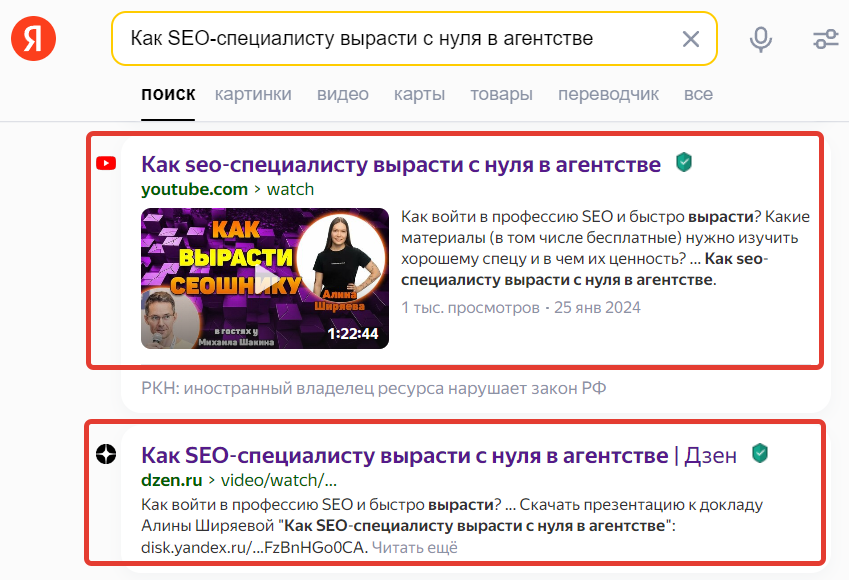 Я
Как SEO-специалисту вырасти с нуля в агентстве
поиск картинки видео карты товары переводчик все
Как seo-специалисту вырасти с нуля в агентстве
youtube.com > watch
КАК
ВЫРАСТИ
СЕОШНИКУ
Алина
Ширяева
в гостях у
Михаила Шакина
1:22:44
Как войти в профессию SEO и быстро вырасти? Какие
материалы (в том числе бесплатные) нужно изучить
хорошему спецу и в чем их ценность? ... Как seo-
специалисту вырасти с нуля в агентстве.
1 тыс. просмотров · 25 янв 2024
РКН: иностранный владелец ресурса нарушает закон РФ
Как SEO-специалисту вырасти с нуля в агентстве | Дзен
dzen.ru > video/watch/...
Как войти в профессию SEO и быстро вырасти? ... Скачать презентацию к докладу
Алины Ширяевой "Как SEO-специалисту вырасти с нуля в агентстве":
disk.yandex.ru/...FzBnHGo0CA. Читать ещё